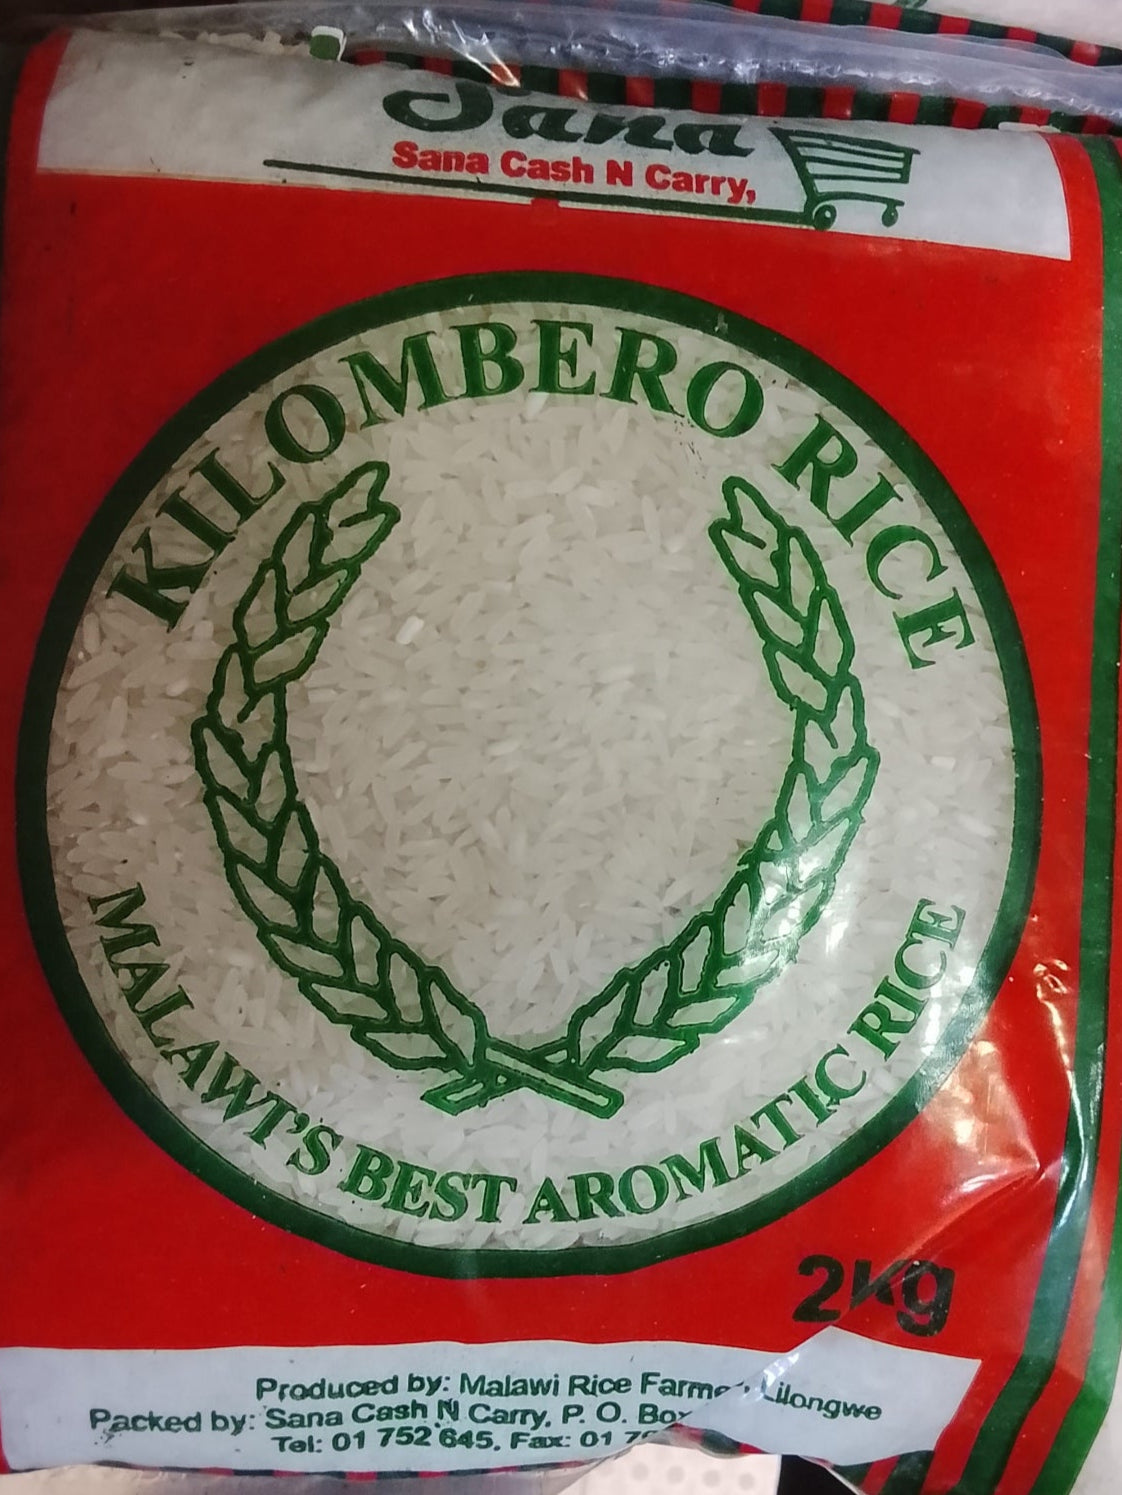 Sana
Sana Cash N Carry,
KILOMBERO RICE
MALAWI'S BEST AROMATIC RICE
2kg
Produced by: Malawi Rice Lilongwe
Packed by: Sana Cash N Carry, P. O. Box
Tel: 01 752 645, Fax: 01